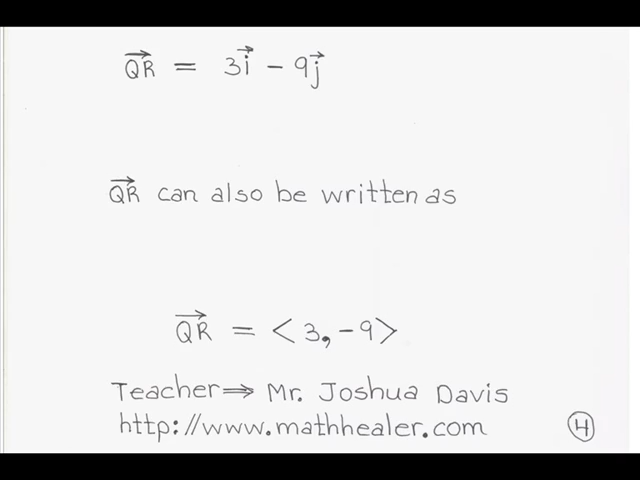 QR = 3i - 9j
QR can also be written as
QR = <3, -9>
Teacher⇒ Mr. Joshua Davis
http://www.mathhealer.com
4